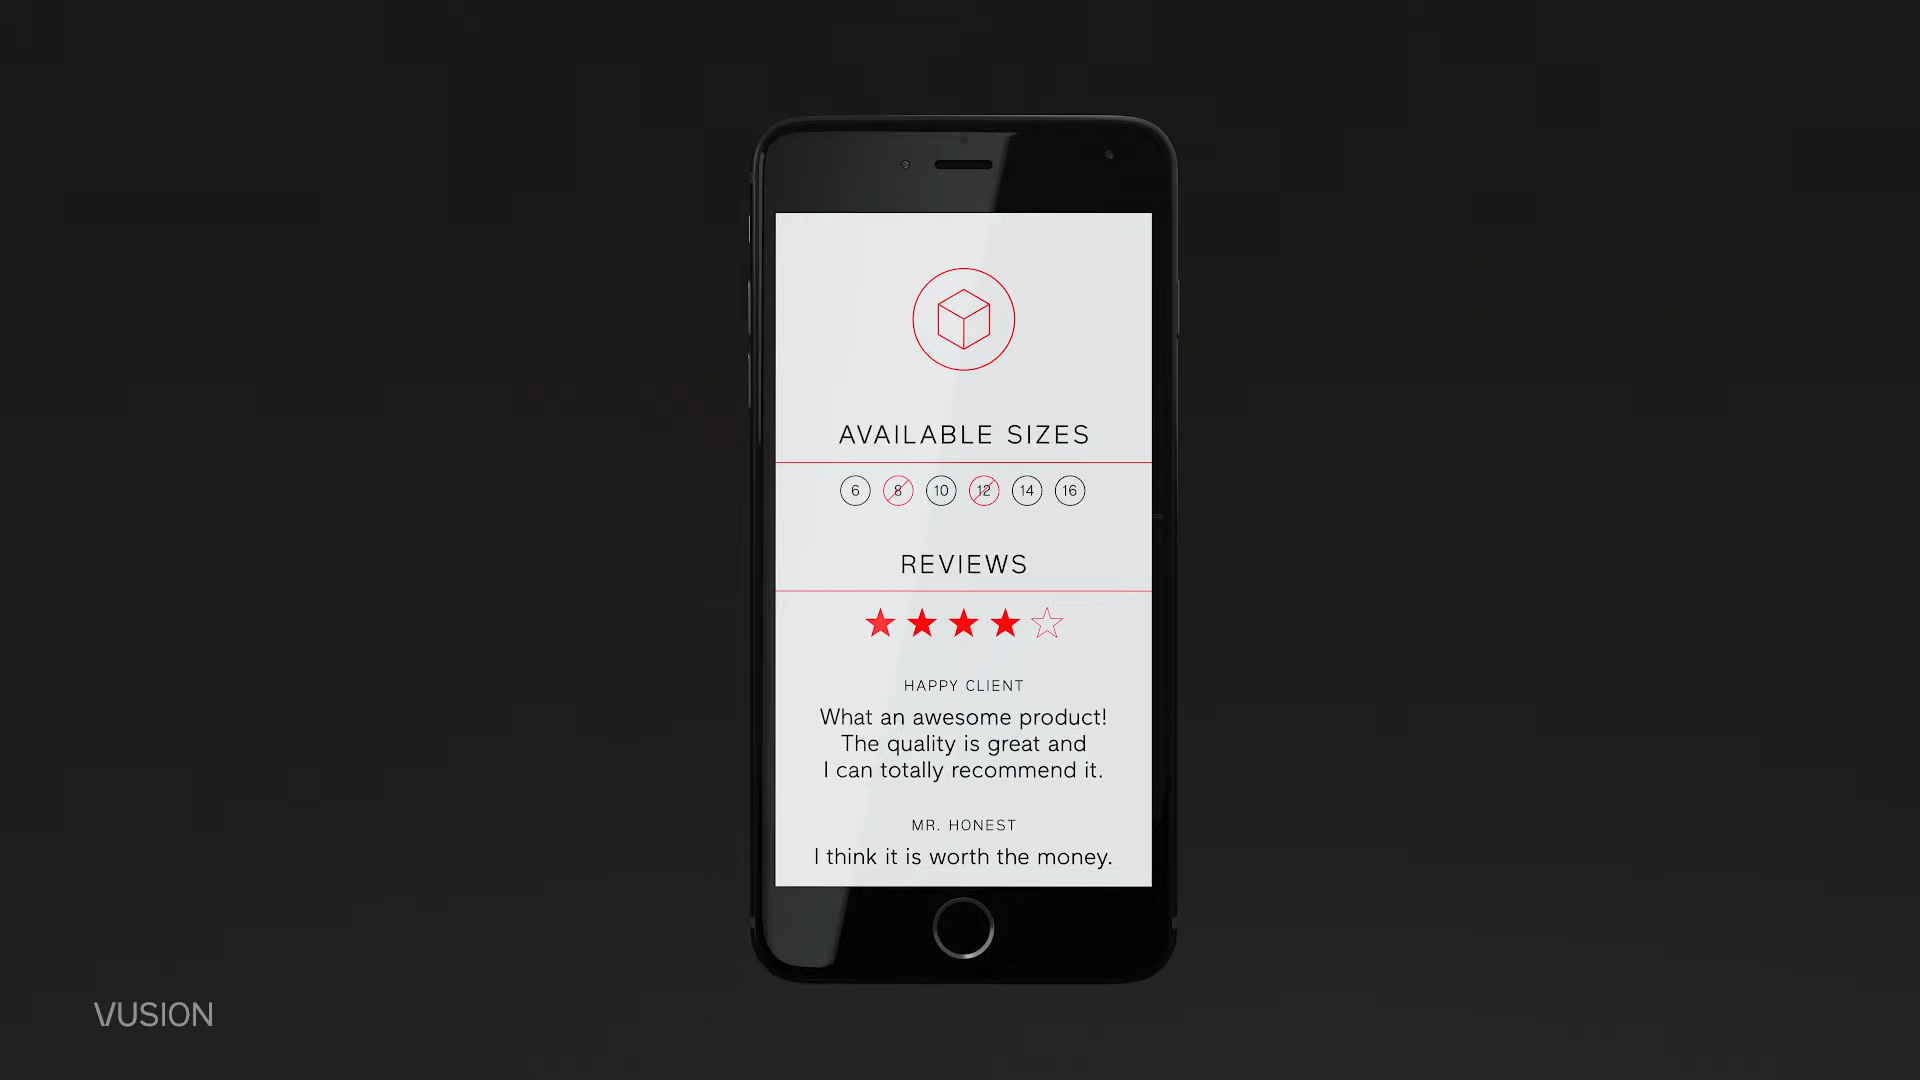 AVAILABLE SIZES
6 8 10 12 14 16
REVIEWS
HAPPY CLIENT
What an awesome product!
The quality is great and
I can totally recommend it.
MR. HONEST
I think it is worth the money.
VUSION